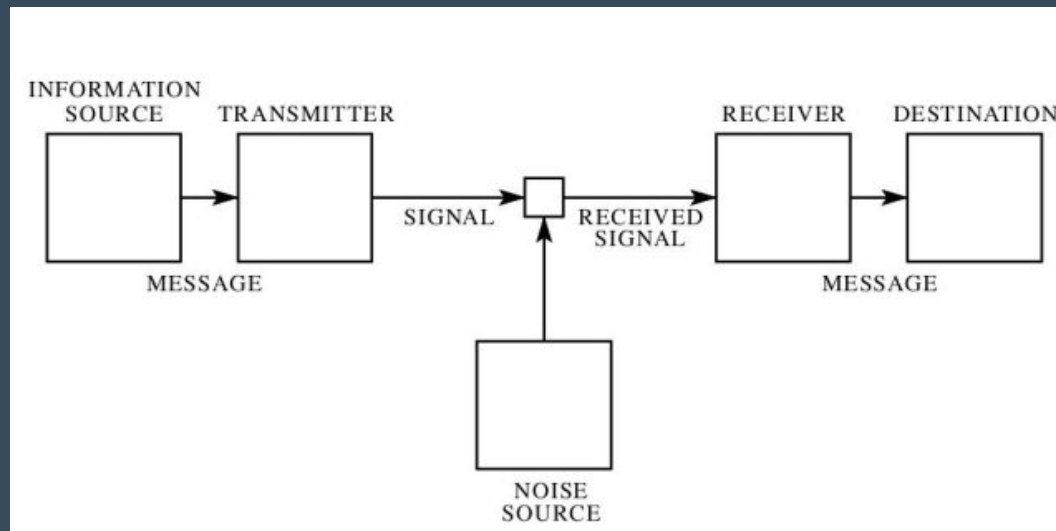 INFORMATION
SOURCE
TRANSMITTER
RECEIVER
DESTINATION
SIGNAL
RECEIVED
SIGNAL
MESSAGE
MESSAGE
NOISE
SOURCE